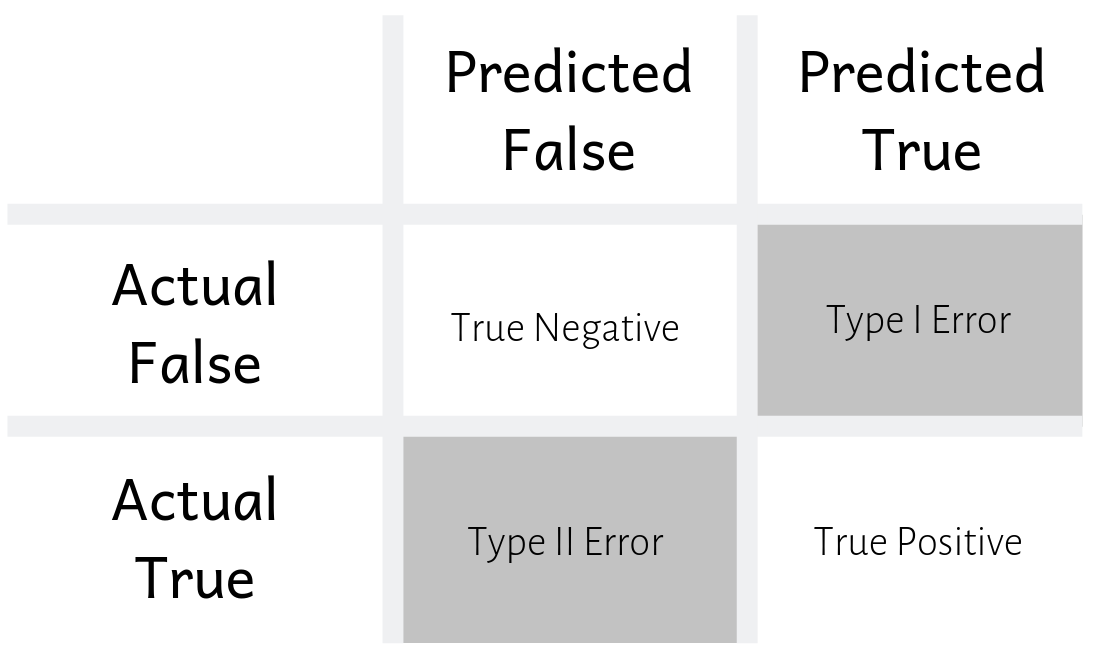 Predicted
False
Predicted
True
Actual
False
True Negative
Type I Error
Actual
True
Type II Error
True Positive